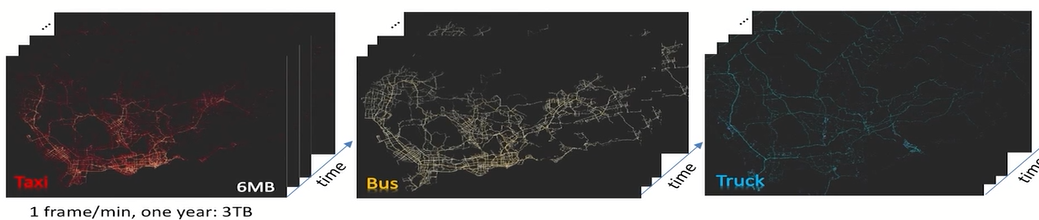 Taxi
6MB
time
Bus
time
Truck
time
1 frame/min, one year: 3TB